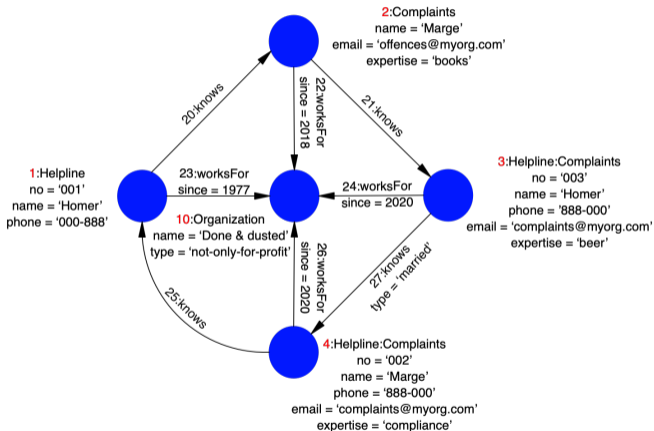 2:Complaints
name = ‘Marge’
email = ‘offences@myorg.com’
expertise = ‘books’
20:knows
22:worksFor
since = 2018
21:knows
1:Helpline
no = ‘001’
name = ‘Homer’
phone = ‘000-888’
23:worksFor
since = 1977
24:worksFor
since = 2020
3:Helpline:Complaints
no = ‘003’
name = ‘Homer’
phone = ‘888-000’
email = ‘complaints@myorg.com’
expertise = ‘beer’
10:Organization
name = ‘Done & dusted’
type = ‘not-only-for-profit’
26:worksFor
since = 2020
27:knows
type = ‘married’
25:knows
4:Helpline:Complaints
no = ‘002’
name = ‘Marge’
phone = ‘888-000’
email = ‘complaints@myorg.com’
expertise = ‘compliance’